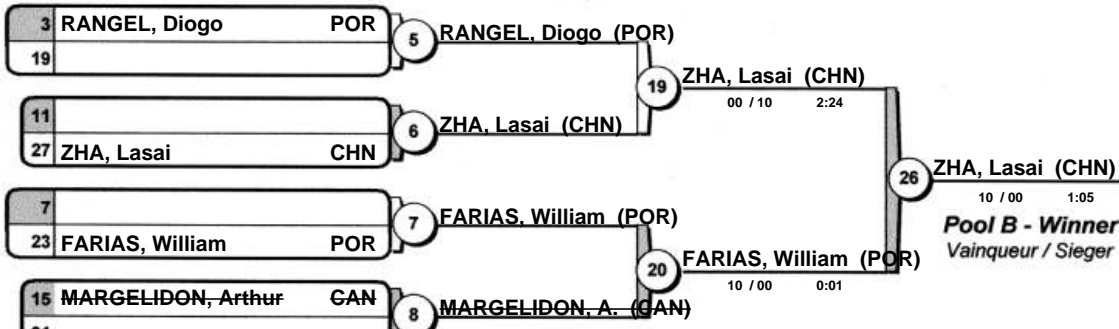 3 RANGEL, Diogo POR
19
5
RANGEL, Diogo (POR)
11
27 ZHA, Lasai CHN
6
ZHA, Lasai (CHN)
19
ZHA, Lasai (CHN)
00 / 10 2:24
7
23 FARIAS, William POR
7
FARIAS, William (POR)
15 MARGELIDON, Arthur CAN
8
MARGELIDON, A. (CAN)
20
FARIAS, William (POR)
10 / 00 0:01
26
ZHA, Lasai (CHN)
10 / 00 1:05
Pool B - Winner
Vainqueur / Sieger